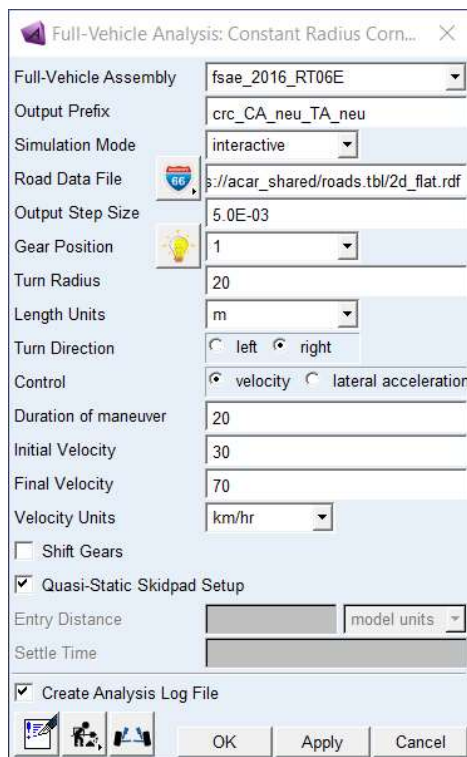 Full-Vehicle Analysis: Constant Radius Corn...
Full-Vehicle Assembly fsae_2016_RT06E
Output Prefix crc_CA_neu_TA_neu
Simulation Mode interactive
Road Data File 66 s://acar_shared/roads.tbl/2d_flat.rdf
Output Step Size 5.0E-03
Gear Position 1
Turn Radius 20
Length Units m
Turn Direction left right
Control velocity lateral acceleration
Duration of maneuver 20
Initial Velocity 30
Final Velocity 70
Velocity Units km/hr
Shift Gears
Quasi-Static Skidpad Setup
Entry Distance model units
Settle Time
Create Analysis Log File
OK Apply Cancel